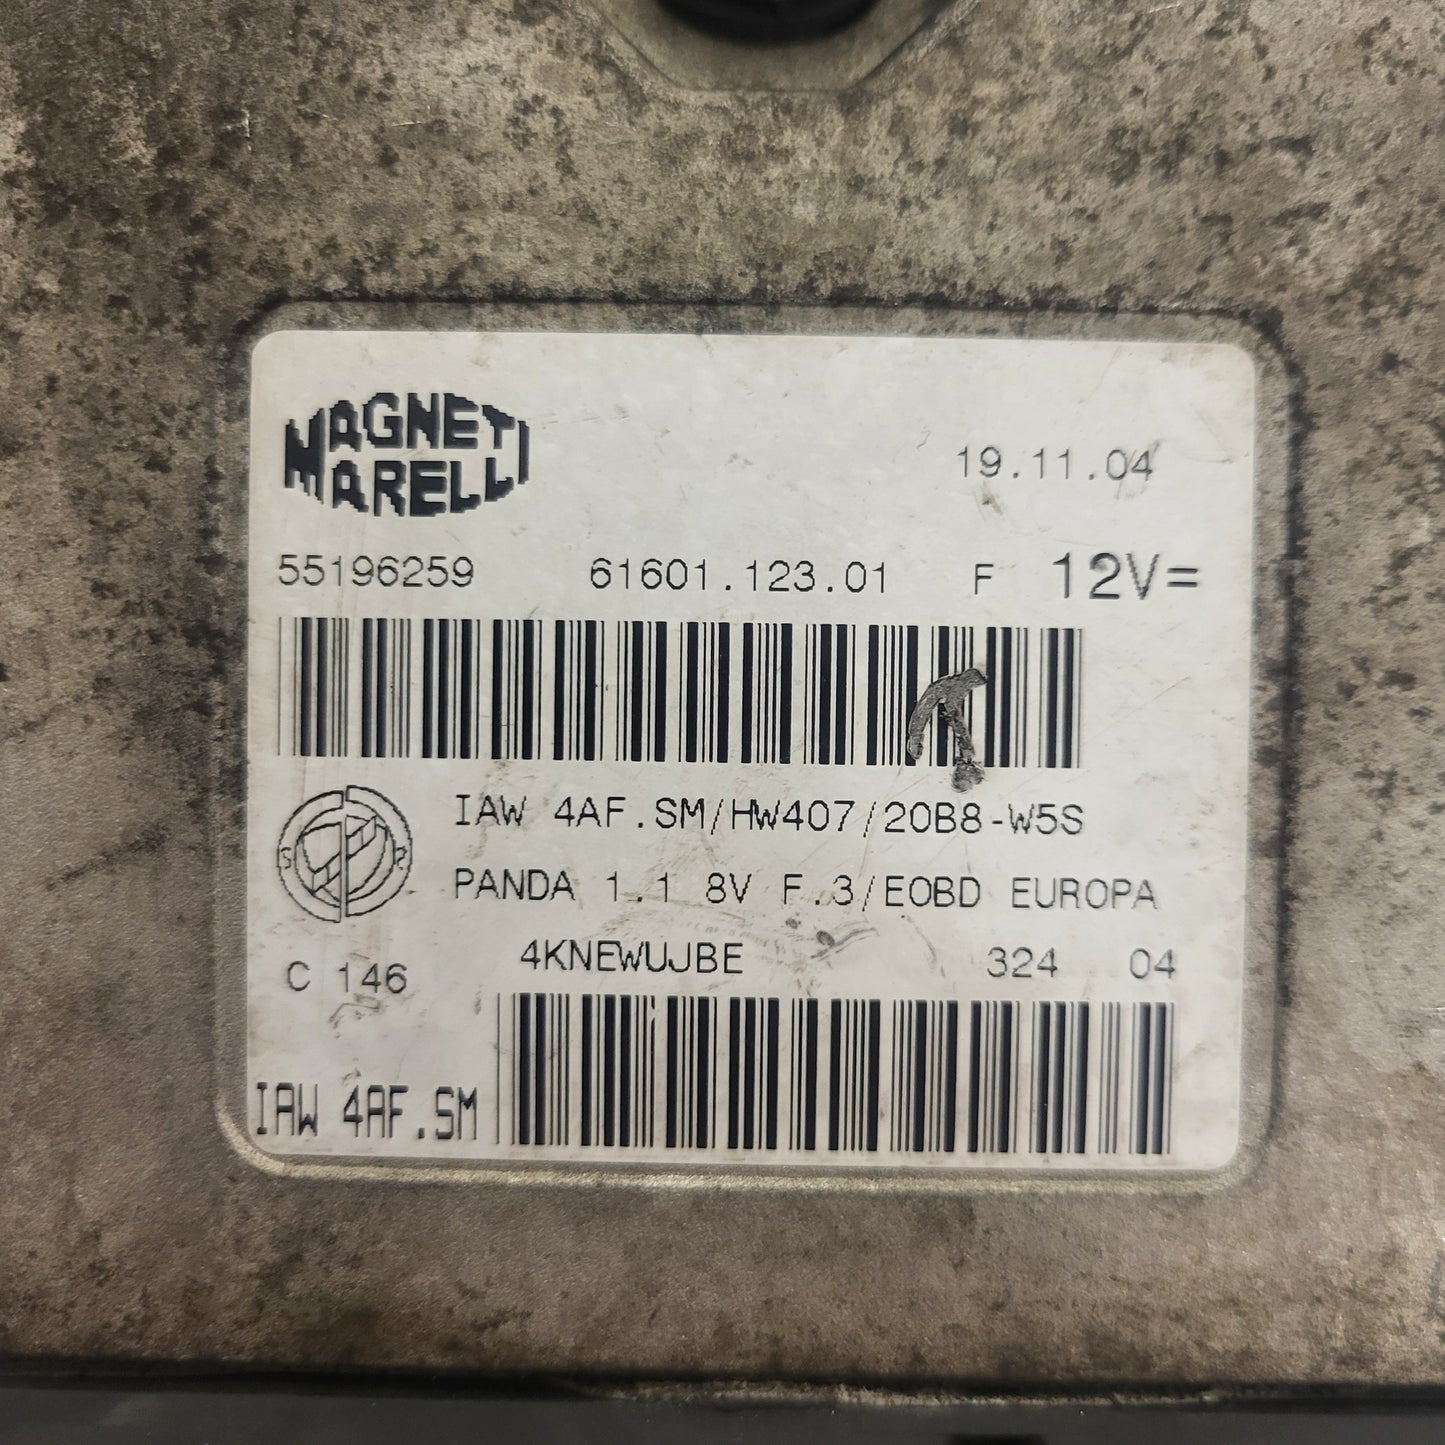 MAGNETI
MARELLI
19.11.04
55196259 61601.123.01 F 12V=
IAW 4AF.SM/HW407/20B8-W5S
S R
PANDA 1.1 8V F.3/EOBD EUROPA
4KNEWUJBE 324 04
C 146
IAW 4AF.SM